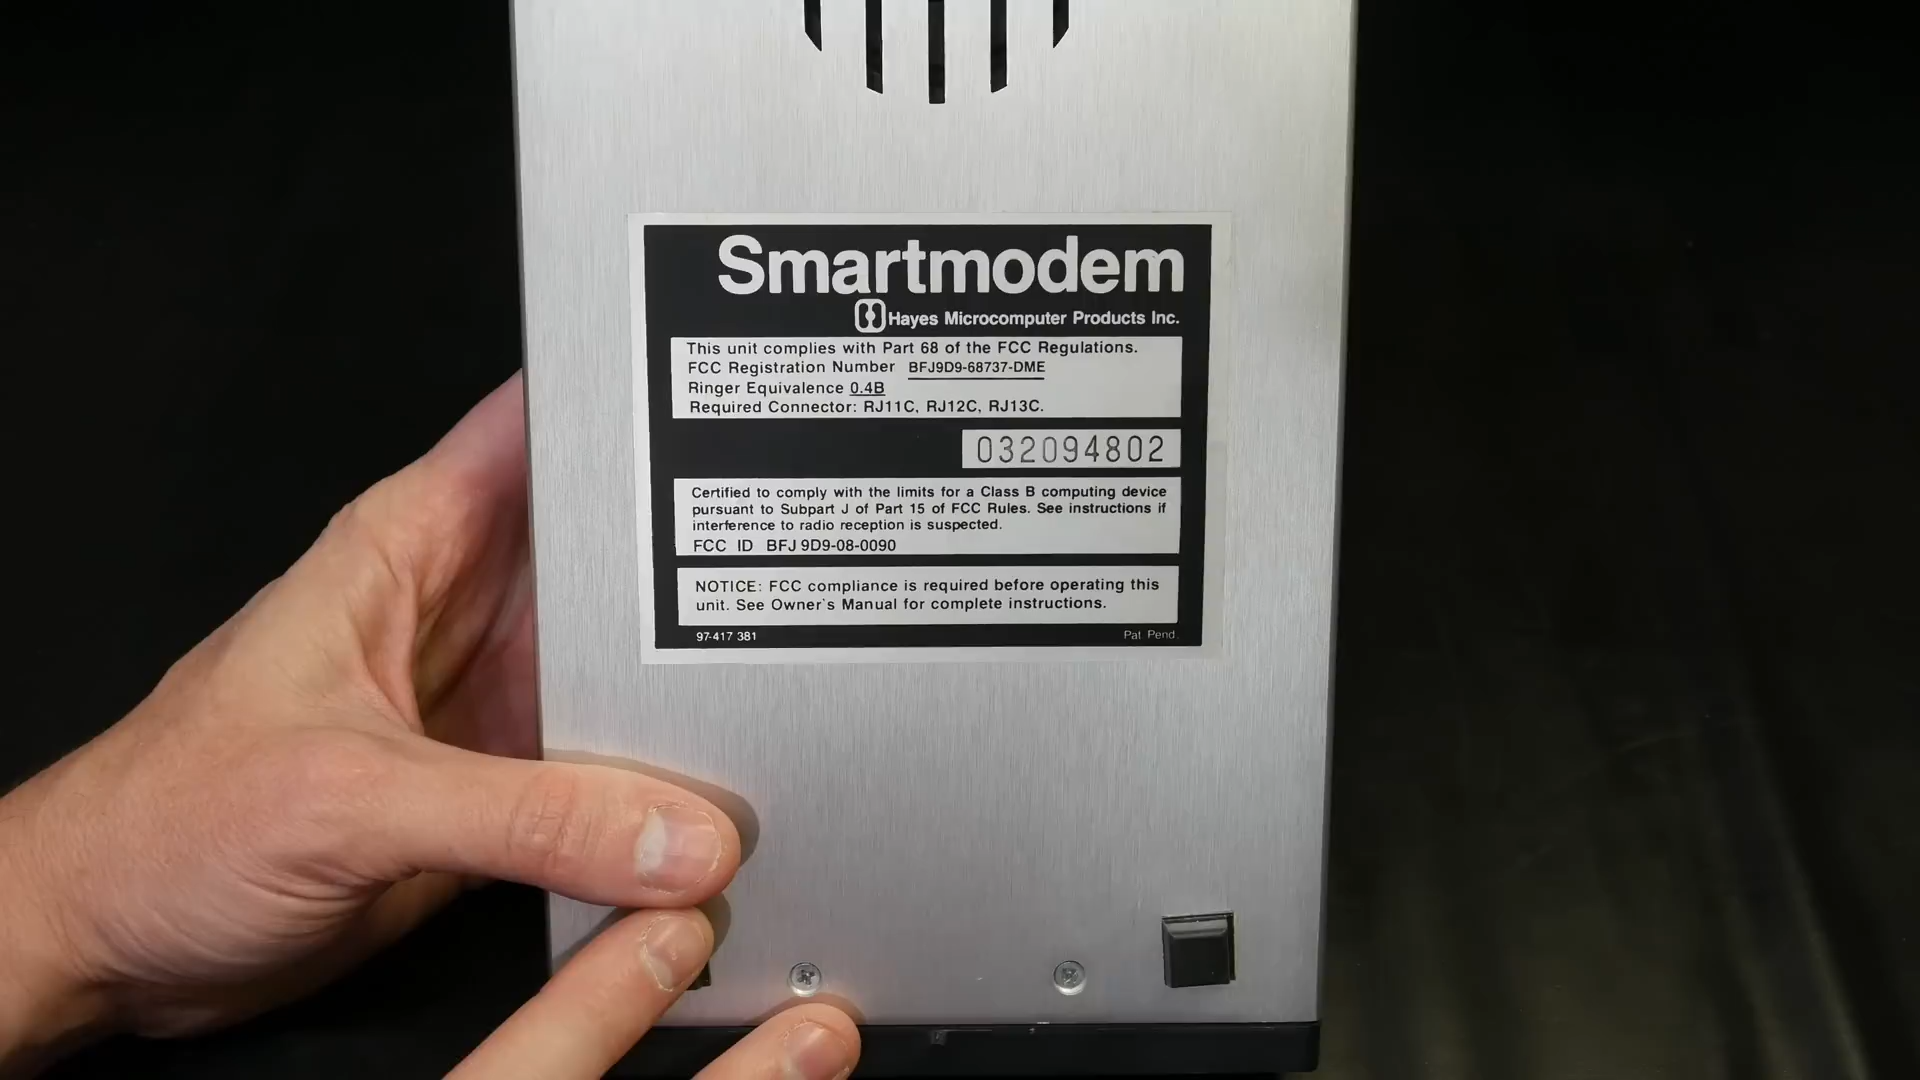 Smartmodem
Hayes Microcomputer Products Inc.
This unit complies with Part 68 of the FCC Regulations.
FCC Registration Number BFJ9D9-68737-DME
Ringer Equivalence 0.4B
Required Connector: RJ11C, RJ12C, RJ13C.
032094802
Certified to comply with the limits for a Class B computing device
pursuant to Subpart J of Part 15 of FCC Rules. See instructions if
interference to radio reception is suspected.
FCC ID BFJ 9D9-08-0090
NOTICE: FCC compliance is required before operating this
unit. See Owner`s Manual for complete instructions.
97-417 381
Pat Pend.